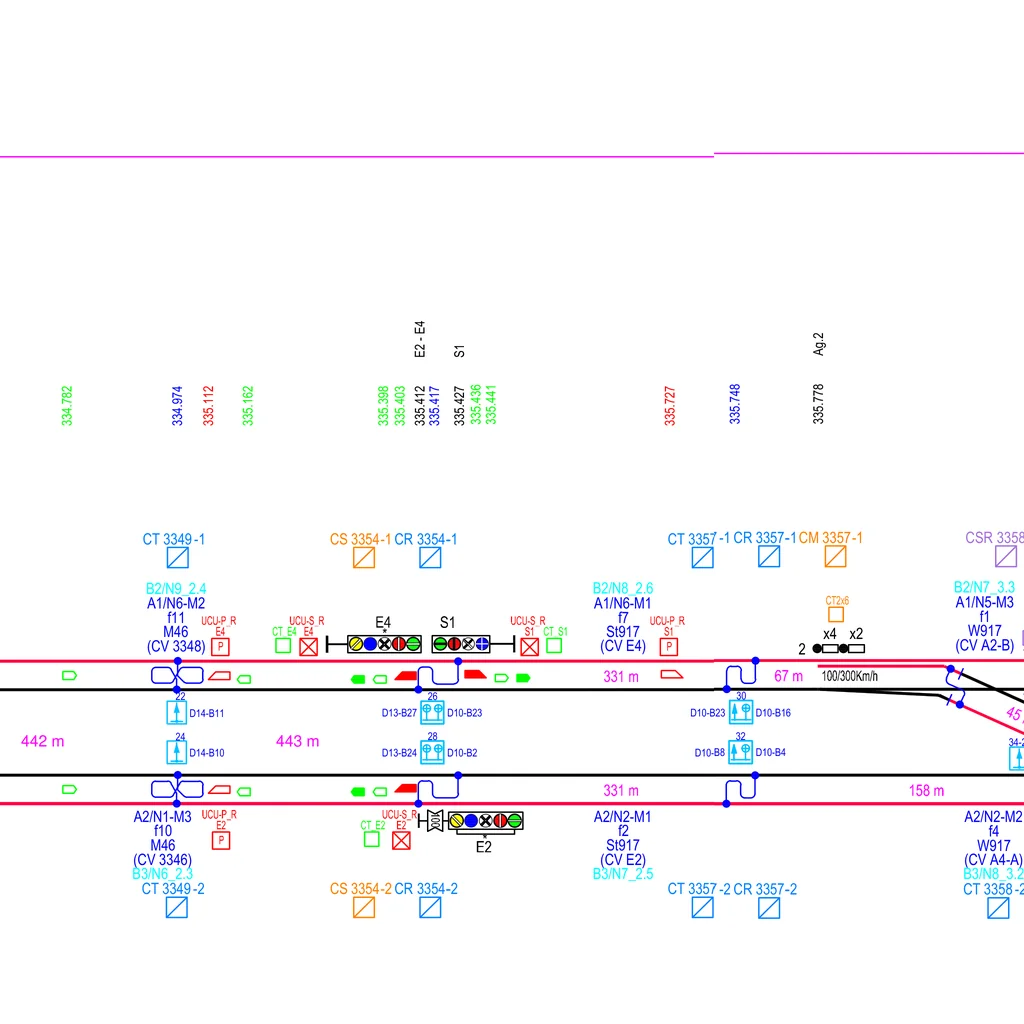 E2 - E4
S1
Ag.2
334.782
334.974
335.112
335.162
335.398
335.403
335.412
335.417
335.427
335.436
335.441
335.727
335.748
335.778
CT 3349-1
CS 3354-1
CR 3354-1
CT 3357-1
CR 3357-1
CM 3357-1
CSR 3358
B2/N9_2.4
A1/N6-M2
f11
M46
(CV 3348)
UCU-P_R
E4
P
CT_E4
UCU-S_R
E4
E4
*
S1
UCU-S_R
S1
CT_S1
B2/N8_2.6
A1/N6-M1
f7
St917
(CV E4)
UCU-P_R
S1
P
CT2x6
x4
x2
2
B2/N7_3.3
A1/N5-M3
f1
W917
(CV A2-B)
331 m
67 m
100/300Km/h
22
D14-B11
D13-B27
26
D10-B23
D10-B23
30
D10-B16
45
442 m
24
D14-B10
443 m
D13-B24
28
D10-B2
D10-B8
32
D10-B4
34-2
331 m
158 m
A2/N1-M3
f10
M46
(CV 3346)
B3/N6_2.3
CT 3349-2
UCU-P_R
E2
P
CT_E2
UCU-S_R
E2
*
E2
CS 3354-2
CR 3354-2
A2/N2-M1
f2
St917
(CV E2)
B3/N7_2.5
CT 3357-2
CR 3357-2
A2/N2-M2
f4
W917
(CV A4-A)
B3/N8_3.2
CT 3358-2